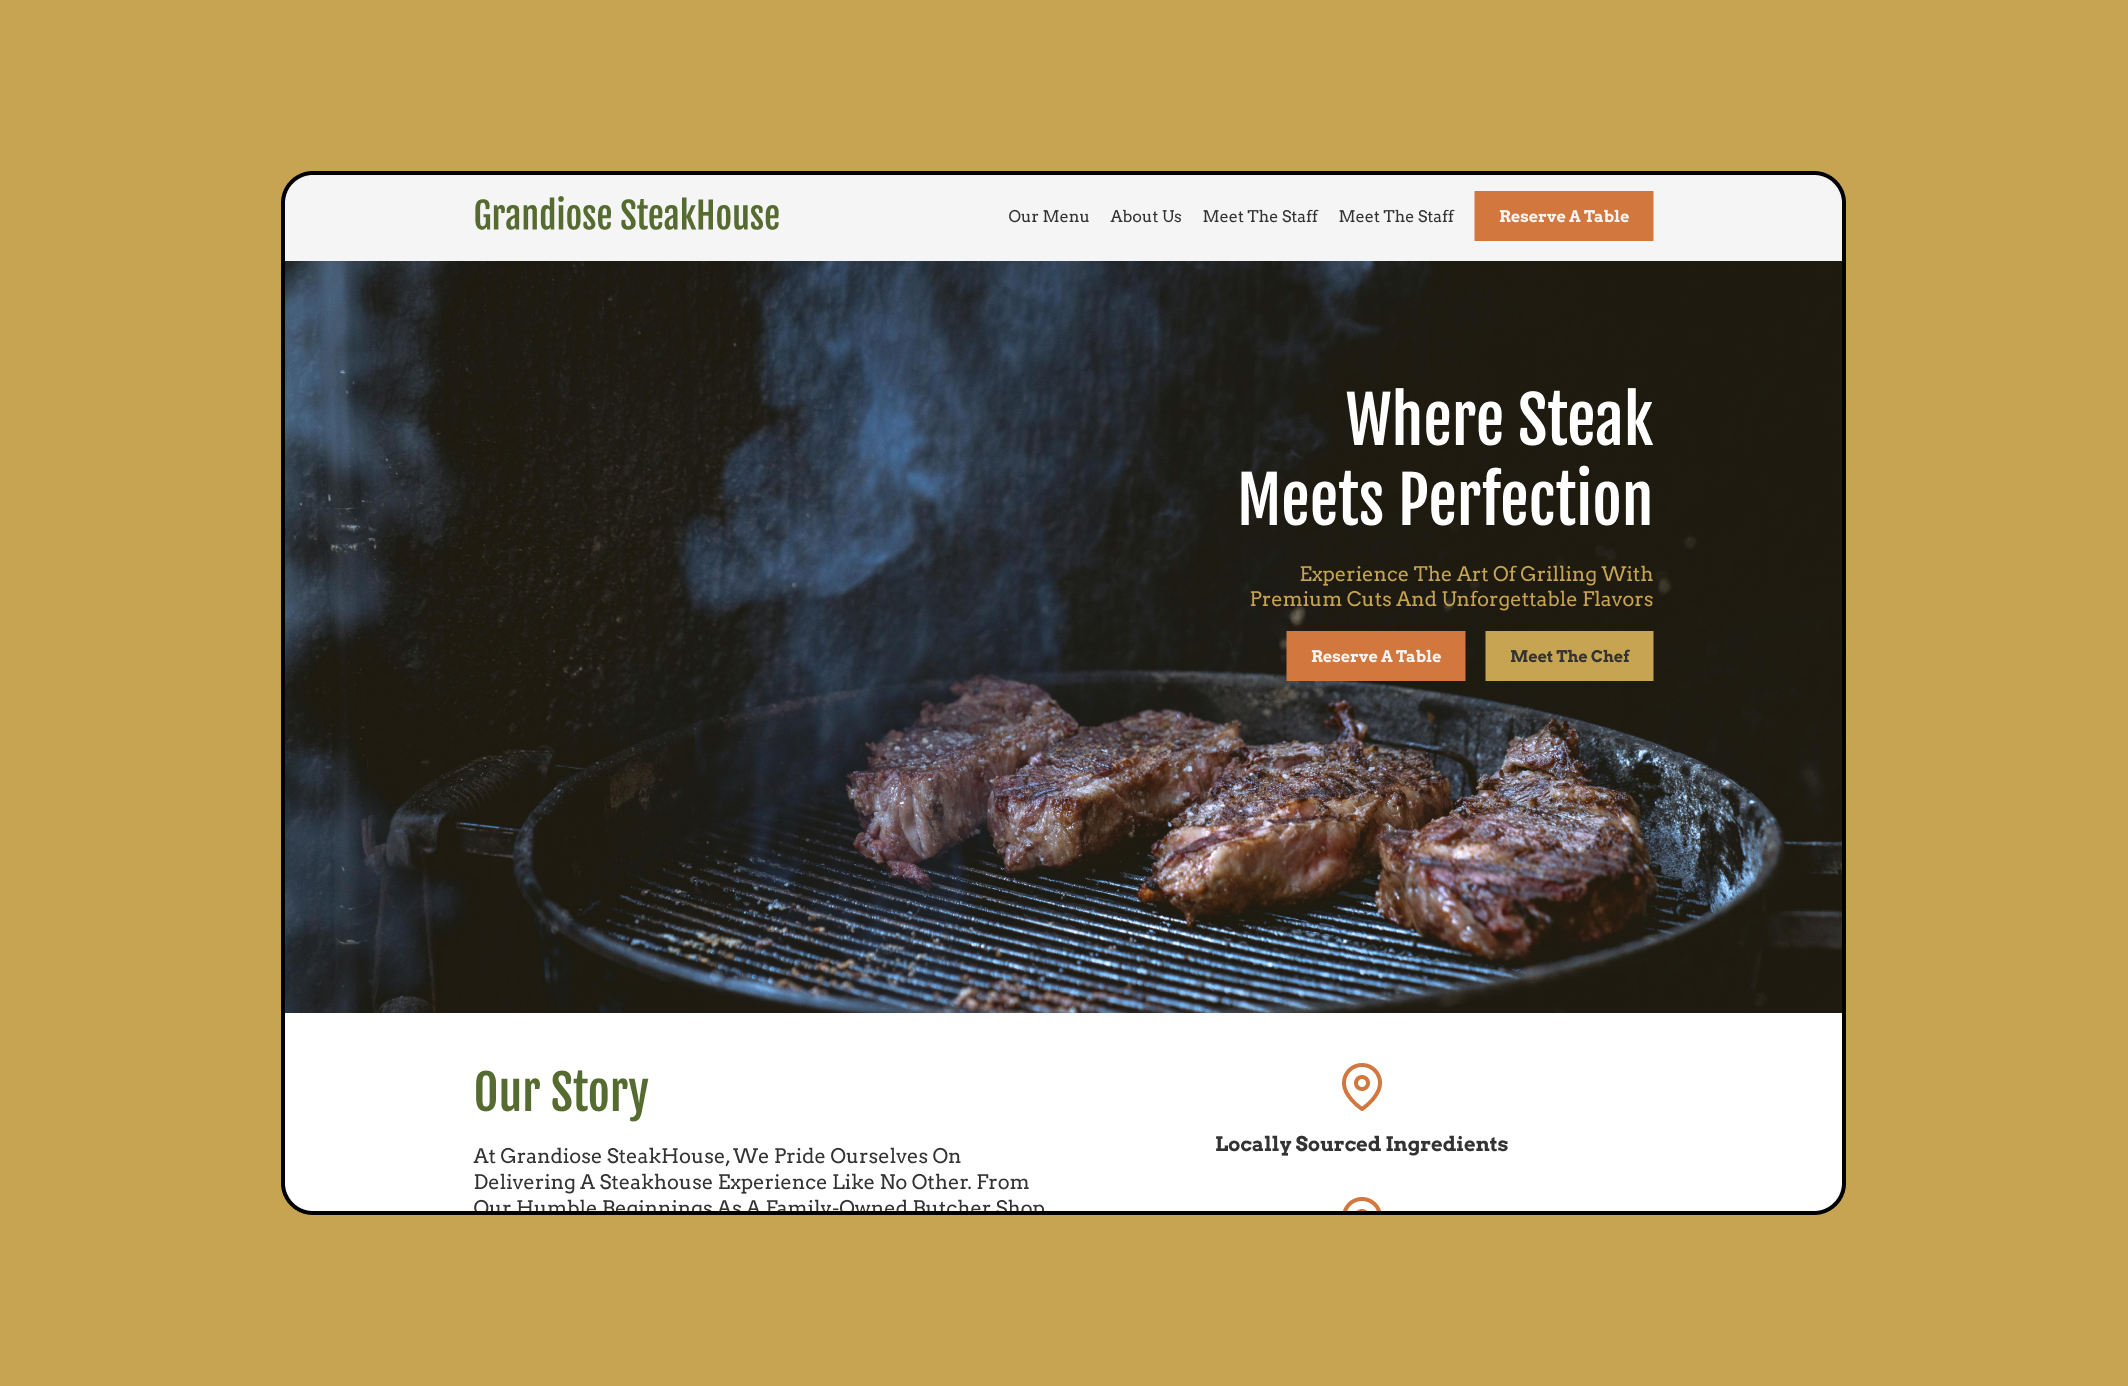 Grandiose SteakHouse
Our Menu About Us Meet The Staff Meet The Staff Reserve A Table
Where Steak
Meets Perfection
Experience The Art Of Grilling With
Premium Cuts And Unforgettable Flavors
Reserve A Table Meet The Chef
Our Story
At Grandiose SteakHouse, We Pride Ourselves On
Delivering A Steakhouse Experience Like No Other. From
Our Humble Beginnings As A Family-Owned Butcher Shop
Locally Sourced Ingredients